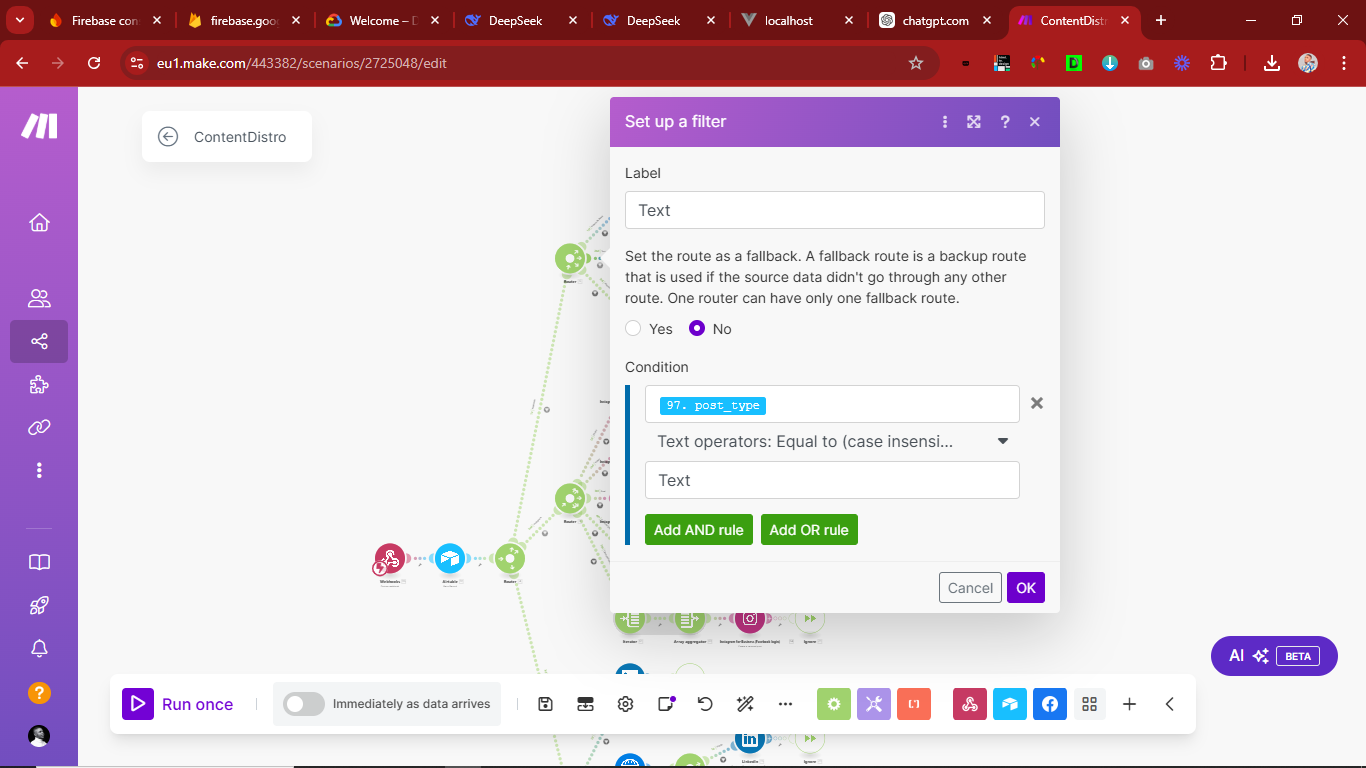 Firebase con
firebase.goo
Welcome – D
DeepSeek
DeepSeek
localhost
chatgpt.com
ContentDistr
eu1.make.com/443382/scenarios/2725048/edit
ContentDistro
Set up a filter
Label
Text
Set the route as a fallback. A fallback route is a backup route
that is used if the source data didn't go through any other
route. One router can have only one fallback route.
Yes
No
Condition
97. post_type
Text operators: Equal to (case insensi...
Text
Add AND rule
Add OR rule
Cancel
OK
Router
Router
Webhooks
Airtable
Router
Iterator
Array aggregator
Instagram for Business (Facebook login)
Ignore
AI
BETA
Run once
Immediately as data arrives
LinkedIn
Ignore